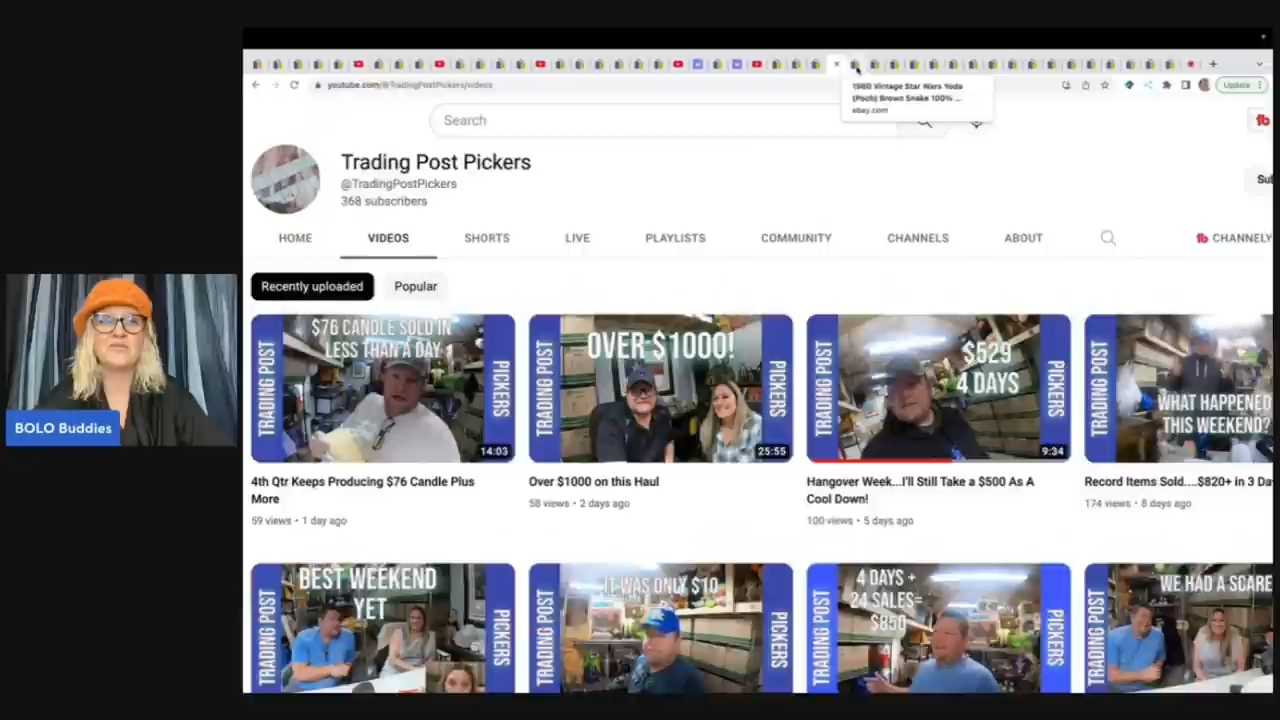 youtube.com/@TradingPostPickers/videos
Update
1980 Vintage Star Wars Yoda
(Poch) Brown Snake 100% ...
ebay.com
Search
Trading Post Pickers
@TradingPostPickers
368 subscribers
Su
HOME
VIDEOS
SHORTS
LIVE
PLAYLISTS
COMMUNITY
CHANNELS
ABOUT
CHANNELY
Recently uploaded
Popular
TRADING POST
$76 CANDLE SOLD IN
LESS THAN A DAY
PICKERS
14:03
TRADING POST
OVER $1000!
PICKERS
25:55
TRADING POST
$529
4 DAYS
PICKERS
9:34
TRADING POST
WHAT HAPPENED
THIS WEEKEND?
BOLO Buddies
4th Qtr Keeps Producing $76 Candle Plus
More
59 views • 1 day ago
Over $1000 on this Haul
58 views • 2 days ago
Hangover Week...I'll Still Take a $500 As A
Cool Down!
100 views • 5 days ago
Record Items Sold....$820+ in 3 Da
174 views • 8 days ago
TRADING POST
BEST WEEKEND
YET
PICKERS
TRADING POST
IT WAS ONLY $10
PICKERS
TRADING POST
4 DAYS +
24 SALES=
$850
PICKERS
TRADING POST
WE HAD A SCARE